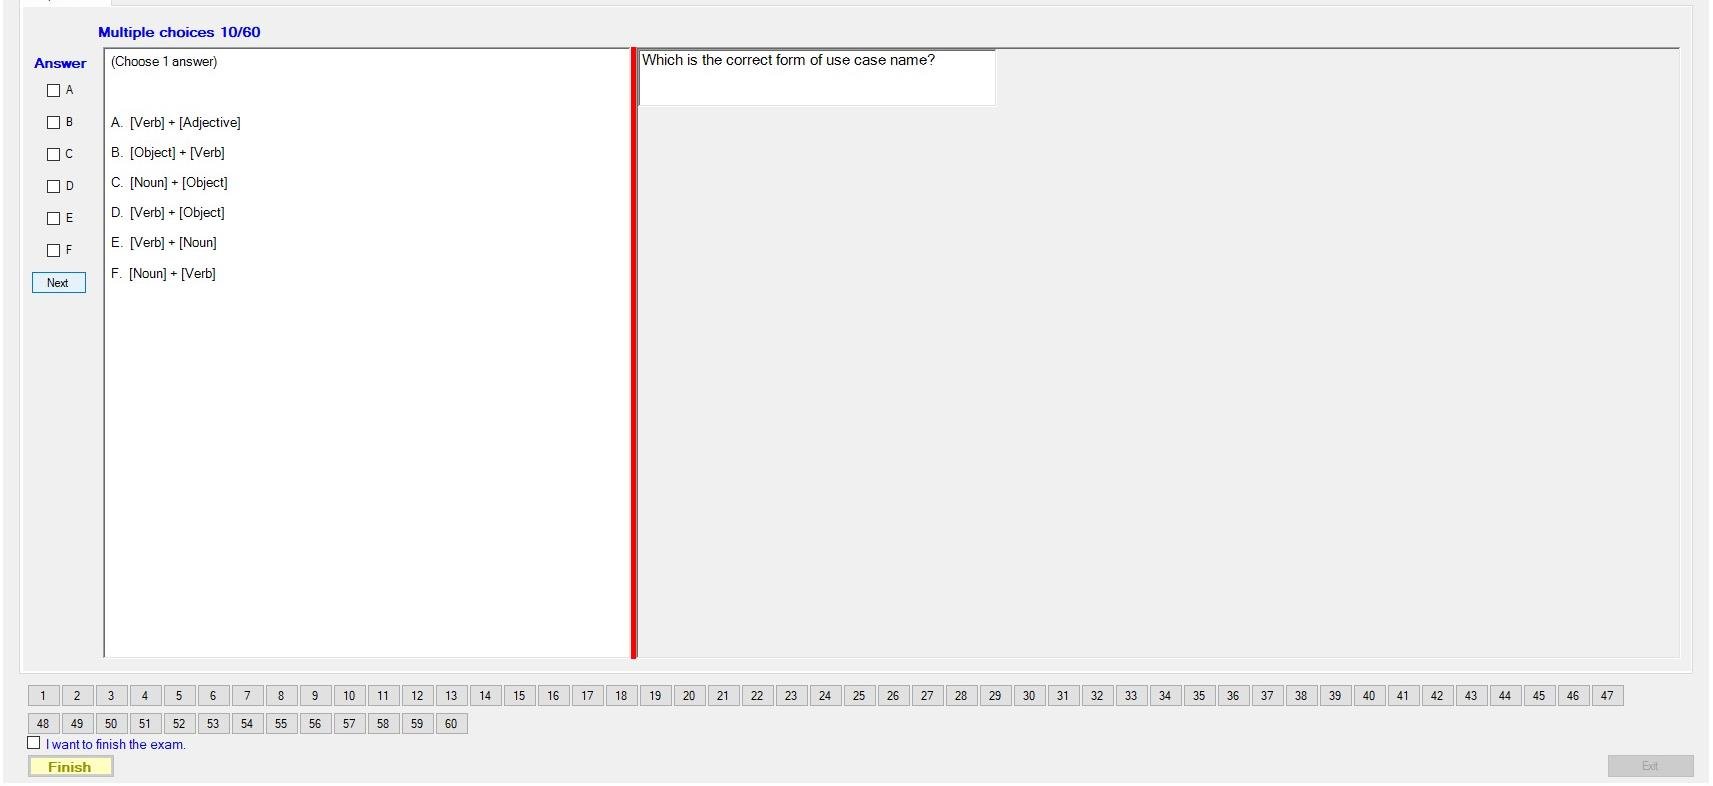 Multiple choices 10/60
Answer
A
B
C
D
E
F
Next
(Choose 1 answer)
A. [Verb] + [Adjective]
B. [Object] + [Verb]
C. [Noun] + [Object]
D. [Verb] + [Object]
E. [Verb] + [Noun]
F. [Noun] + [Verb]
Which is the correct form of use case name?
1 2 3 4 5 6 7 8 9 10 11 12 13 14 15 16 17 18 19 20 21 22 23 24 25 26 27 28 29 30 31 32 33 34 35 36 37 38 39 40 41 42 43 44 45 46 47
48 49 50 51 52 53 54 55 56 57 58 59 60
I want to finish the exam.
Finish
Exit